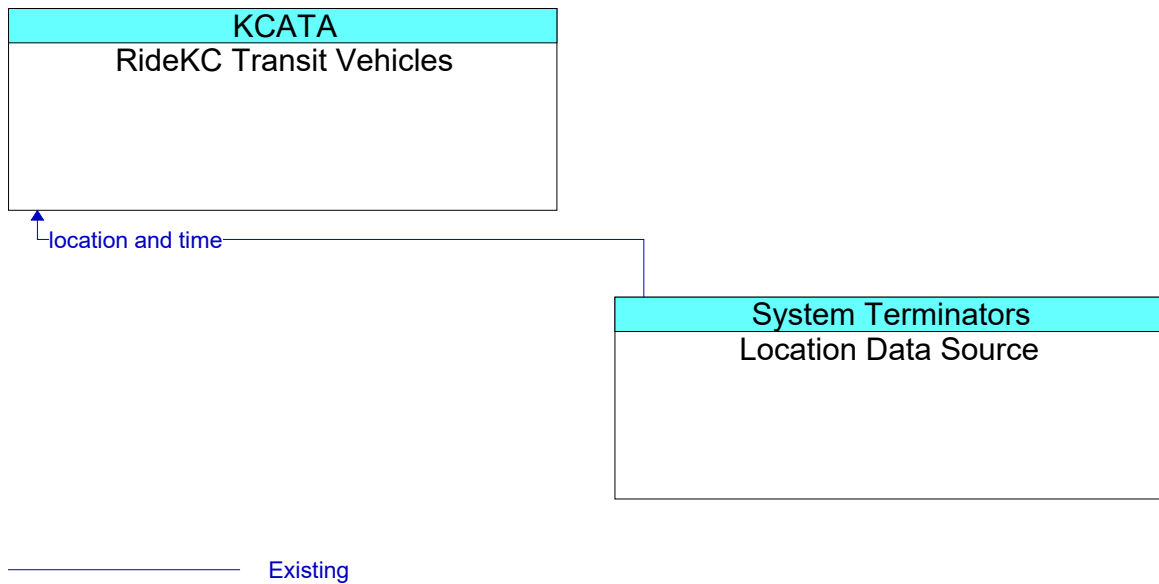 KCATA
RideKC Transit Vehicles
location and time
System Terminators
Location Data Source
Existing